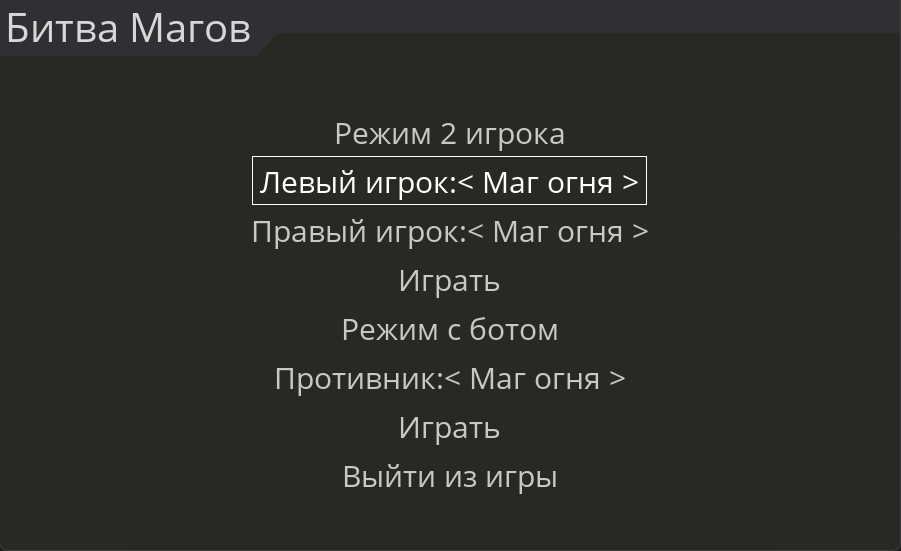 Битва Магов
Режим 2 игрока
Левый игрок:< Маг огня >
Правый игрок:< Маг огня >
Играть
Режим с ботом
Противник:< Маг огня >
Играть
Выйти из игры